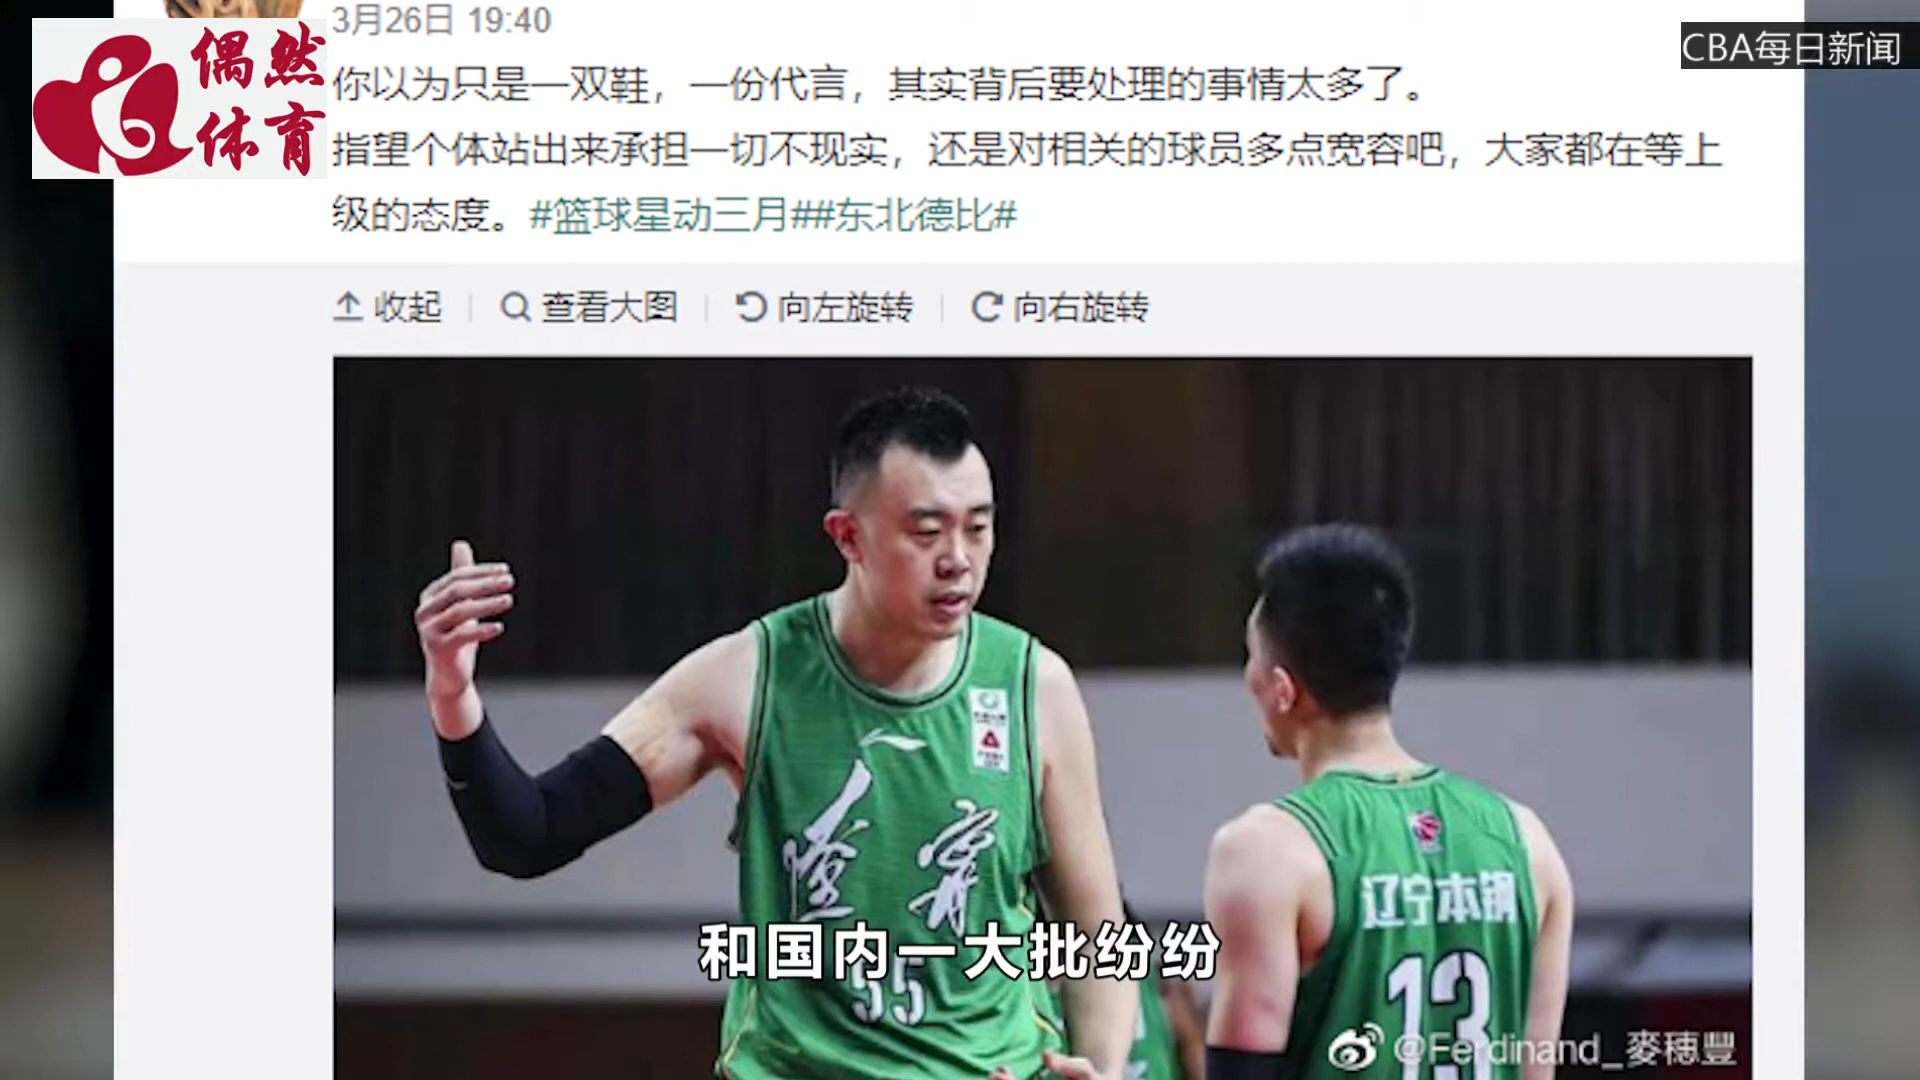 3月26日 19:40
偶然
体育
CBA每日新闻
你以为只是一双鞋，一份代言，其实背后要处理的事情太多了。
指望个体站出来承担一切不现实，还是对相关的球员多点宽容吧，大家都在等上
级的态度。#篮球星动三月##东北德比#
收起
查看大图
向左旋转
向右旋转
遼寧
55
辽宁本钢
13
和国内一大批纷纷
@Ferdinand_麥穗豐